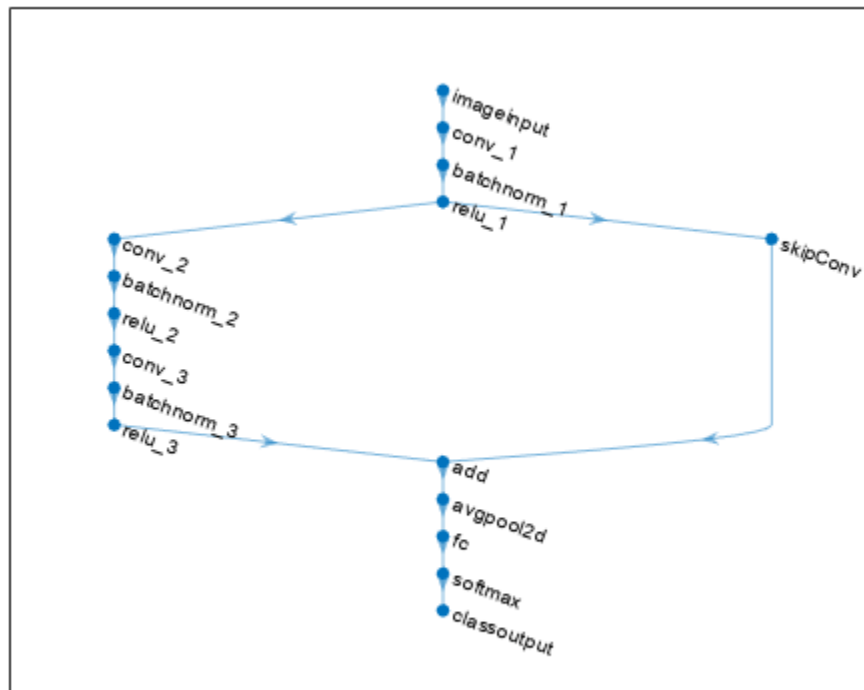 imageinput
conv_1
batchnorm_1
relu_1
conv_2
batchnorm_2
relu_2
conv_3
batchnorm_3
relu_3
skipConv
add
avgpool2d
fc
softmax
classoutput